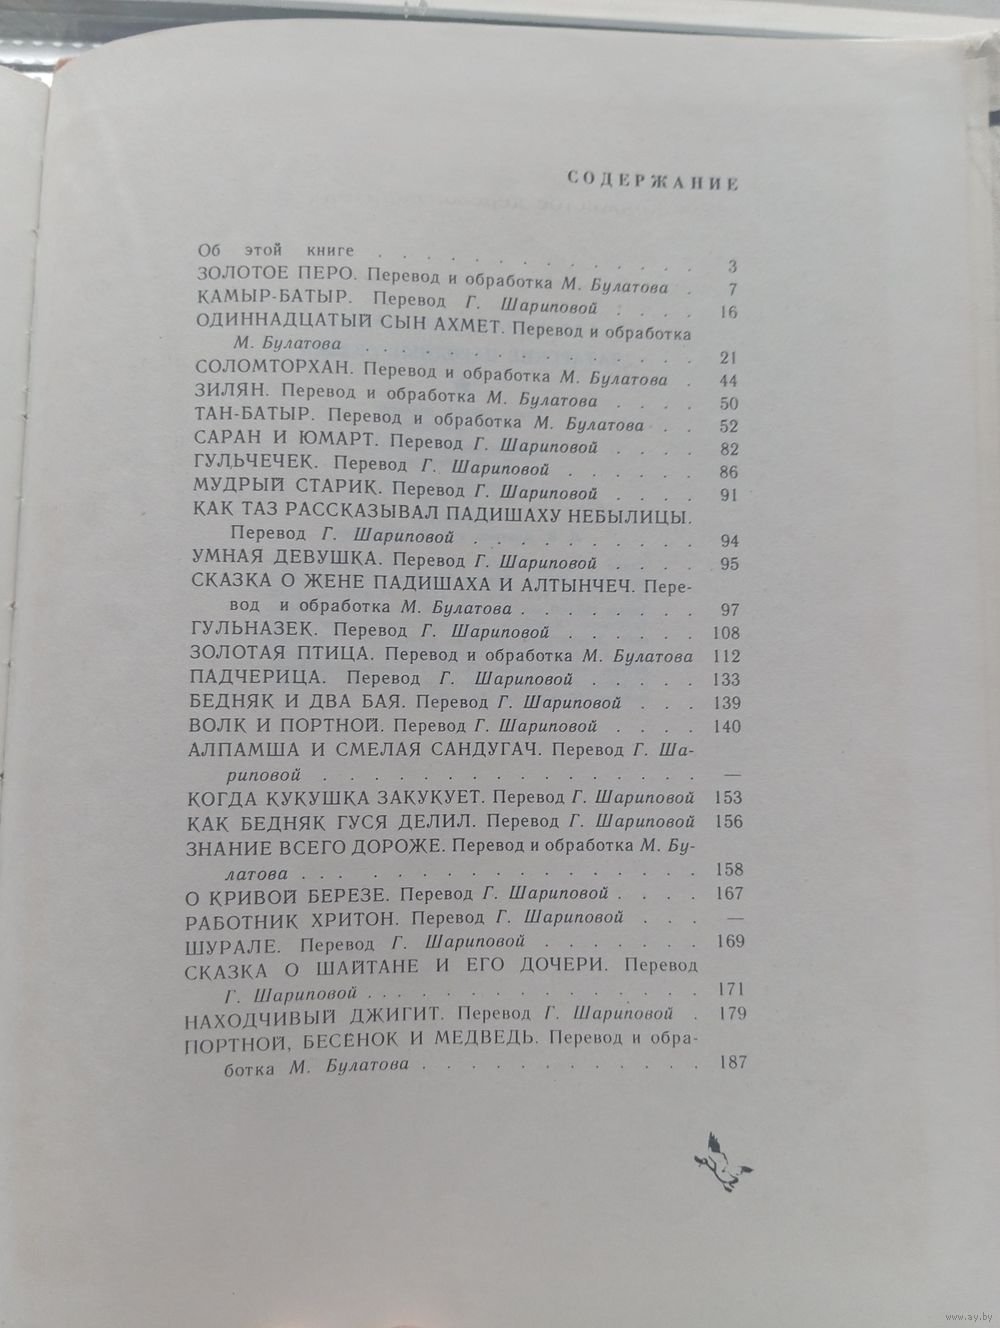 СОДЕРЖАНИЕ
Об этой книге . . . . . . . . . . . . . 3
ЗОЛОТОЕ ПЕРО. Перевод и обработка М. Булатова . 7
КАМЫР-БАТЫР. Перевод Г. Шариповой . . . . 16
ОДИННАДЦАТЫЙ СЫН АХМЕТ. Перевод и обработка
М. Булатова . . . . . . . . . . . . . 21
СОЛОМТОРХАН. Перевод и обработка М. Булатова . 44
ЗИЛЯН. Перевод и обработка М. Булатова . . . . 50
ТАН-БАТЫР. Перевод и обработка М. Булатова . . 52
САРАН И ЮМАРТ. Перевод Г. Шариповой . . . . 82
ГУЛЬЧЕЧЕК. Перевод Г. Шариповой . . . . . . 86
МУДРЫЙ СТАРИК. Перевод Г. Шариповой . . . . 91
КАК ТАЗ РАССКАЗЫВАЛ ПАДИШАХУ НЕБЫЛИЦЫ.
Перевод Г. Шариповой . . . . . . . . . . 94
УМНАЯ ДЕВУШКА. Перевод Г. Шариповой . . . . 95
СКАЗКА О ЖЕНЕ ПАДИШАХА И АЛТЫНЧЕЧ. Пере-
вод и обработка М. Булатова . . . . . . . . 97
ГУЛЬНАЗЕК. Перевод Г. Шариповой . . . . . . 108
ЗОЛОТАЯ ПТИЦА. Перевод и обработка М. Булатова 112
ПАДЧЕРИЦА. Перевод Г. Шариповой . . . . . 133
БЕДНЯК И ДВА БАЯ. Перевод Г. Шариповой . . . 139
ВОЛК И ПОРТНОЙ. Перевод Г. Шариповой . . . . 140
АЛПАМША И СМЕЛАЯ САНДУГАЧ. Перевод Г. Ша-
риповой . . . . . . . . . . . . . . . —
КОГДА КУКУШКА ЗАКУКУЕТ. Перевод Г. Шариповой 153
КАК БЕДНЯК ГУСЯ ДЕЛИЛ. Перевод Г. Шариповой 156
ЗНАНИЕ ВСЕГО ДОРОЖЕ. Перевод и обработка М. Бу-
латова . . . . . . . . . . . . . . . . 158
О КРИВОЙ БЕРЕЗЕ. Перевод Г. Шариповой . . . . 167
РАБОТНИК ХРИТОН. Перевод Г. Шариповой . . . —
ШУРАЛЕ. Перевод Г. Шариповой . . . . . . . 169
СКАЗКА О ШАЙТАНЕ И ЕГО ДОЧЕРИ. Перевод
Г. Шариповой . . . . . . . . . . . . . . 171
НАХОДЧИВЫЙ ДЖИГИТ. Перевод Г. Шариповой . 179
ПОРТНОЙ, БЕСЁНОК И МЕДВЕДЬ. Перевод и обра-
ботка М. Булатова . . . . . . . . . . . . 187
www.ay.by